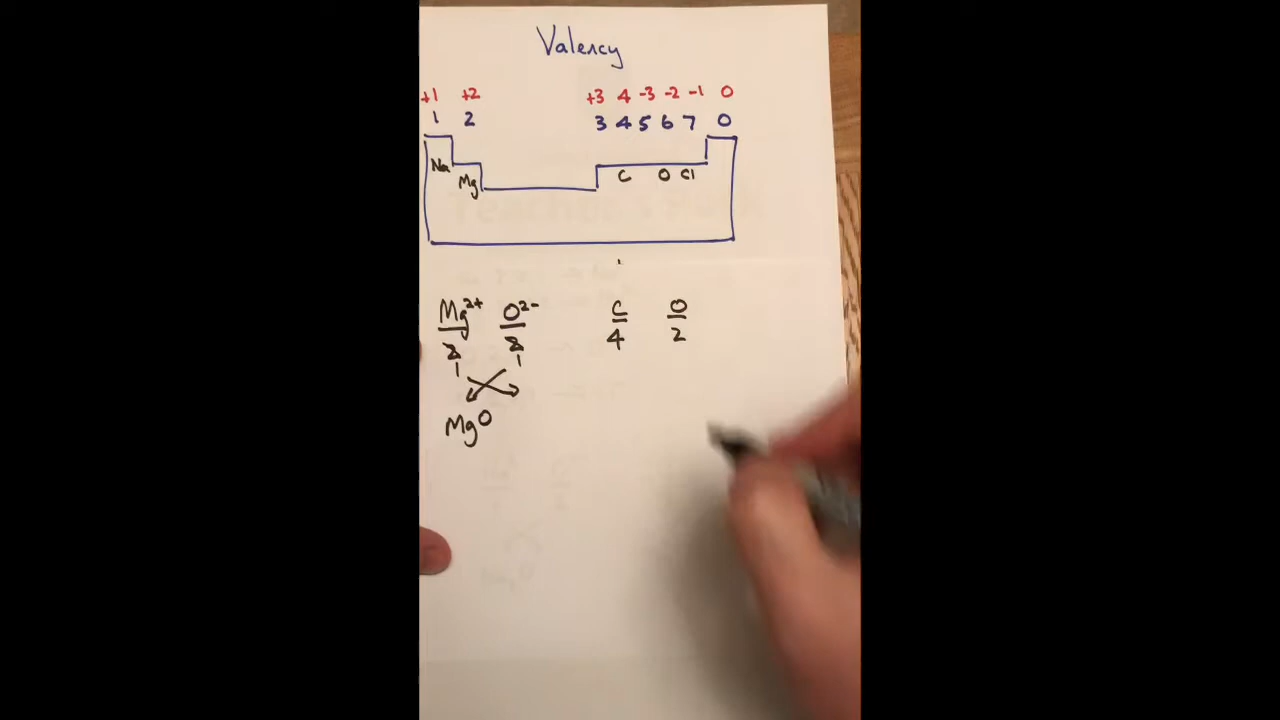 Valency
+1 +2 +3 4 -3 -2 -1 0
1 2 3 4 5 6 7 0
Na Mg C O Cl
Mg²⁺ O²⁻ C O
2 2 4 2
1 1
MgO